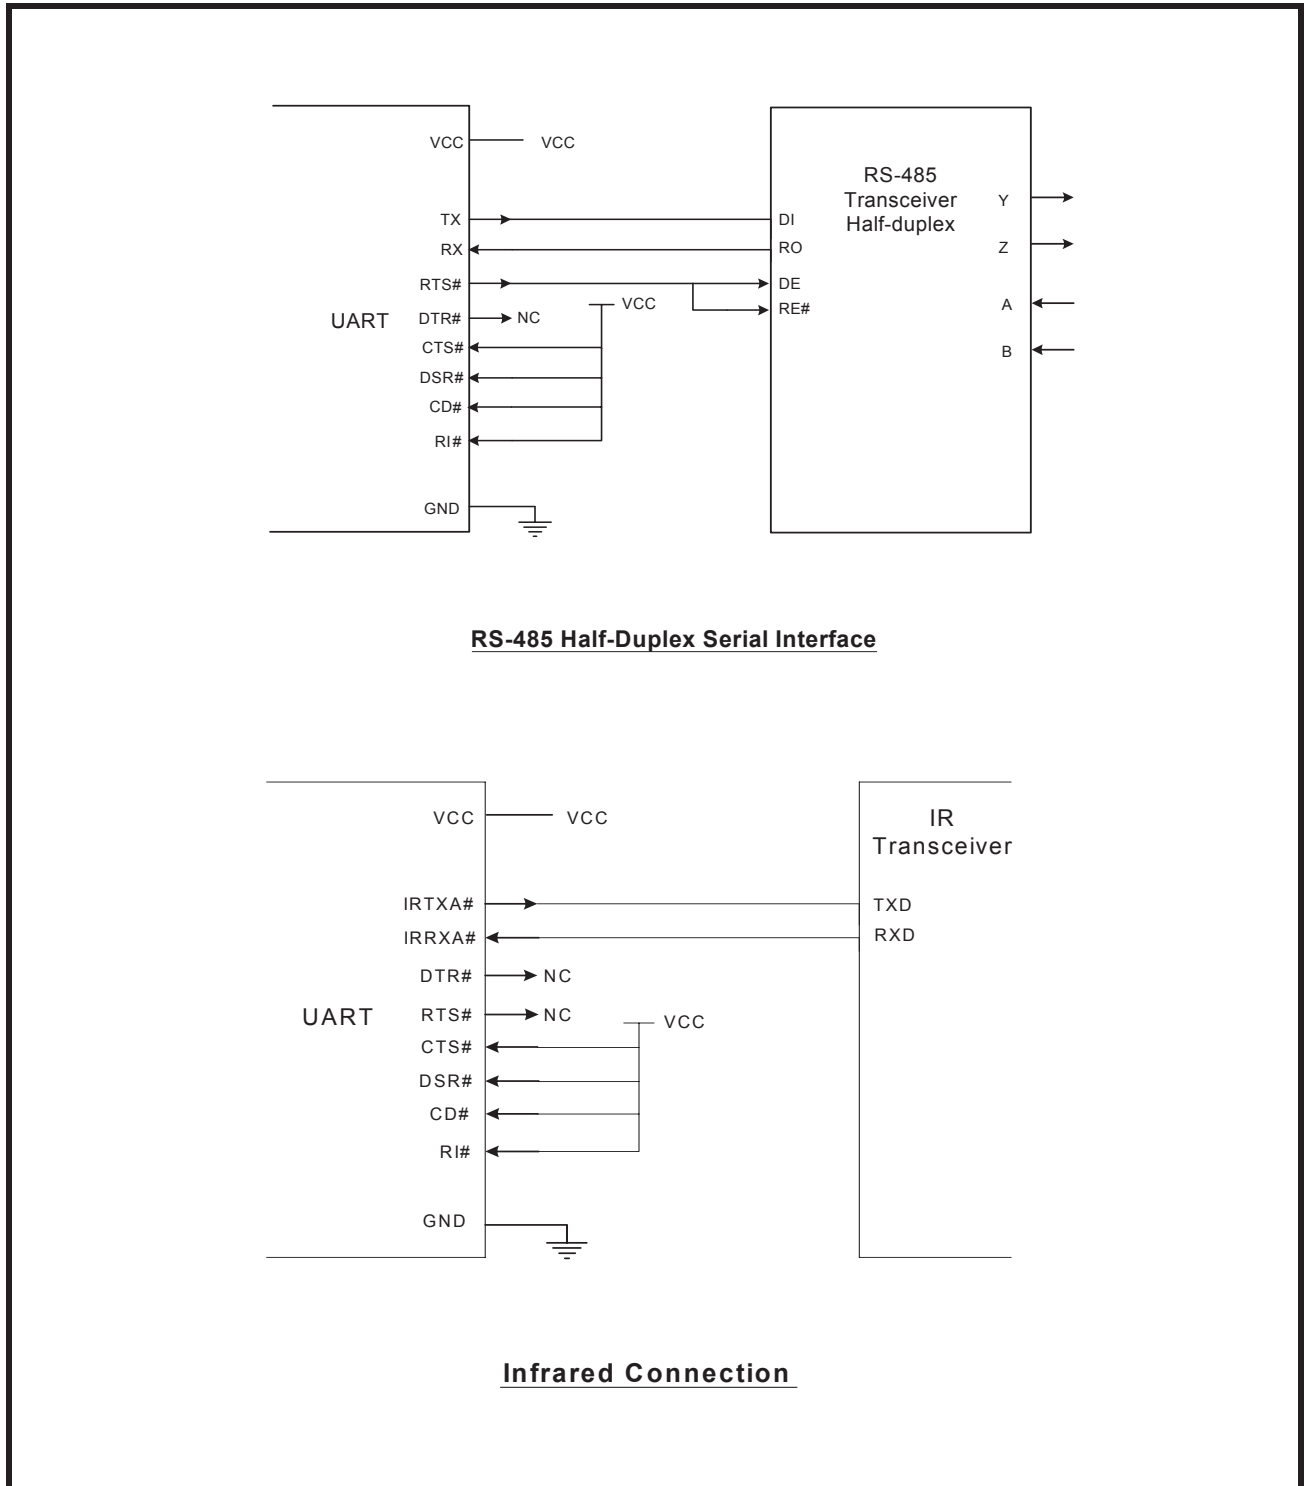 VCC VCC
RS-485
Transceiver
Half-duplex
Y
TX DI
RX RO
Z
RTS# DE
VCC
RE#
A
UART DTR# NC
CTS#
B
DSR#
CD#
RI#
GND
RS-485 Half-Duplex Serial Interface
VCC VCC
IR
Transceiver
IRTXA# TXD
IRRXA# RXD
DTR# NC
UART RTS# NC
VCC
CTS#
DSR#
CD#
RI#
GND
Infrared Connection